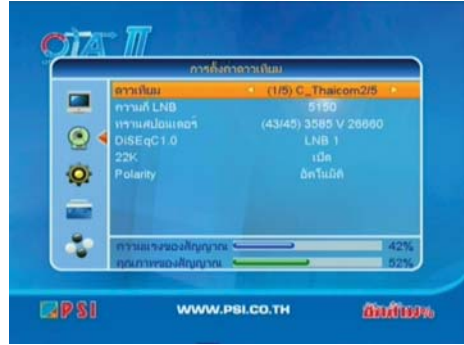 OTA II
การตั้งค่าดาวเทียม
ดาวเทียม (1/5) C_Thaicom2/5
ความถี่ LNB 5150
ทรานสปอนเดอร์ (43/45) 3585 V 26660
DiSEqC1.0 LNB 1
22K เปิด
Polarity อัตโนมัติ
ความแรงของสัญญาณ 42%
คุณภาพของสัญญาณ 52%
PSI WWW.PSI.CO.TH